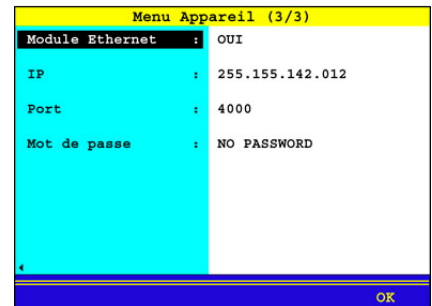 Menu Appareil (3/3)
Module Ethernet : OUI
IP : 255.155.142.012
Port : 4000
Mot de passe : NO PASSWORD
OK